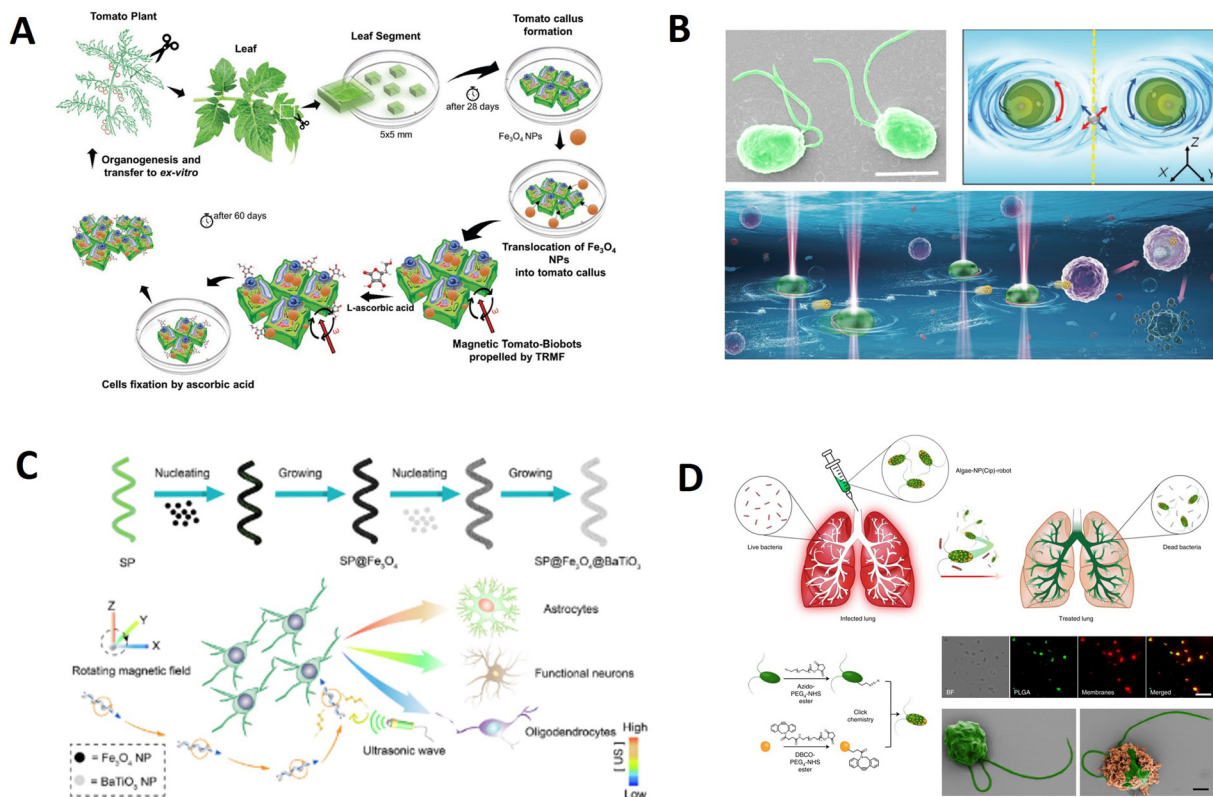 A
Tomato Plant
Leaf
Leaf Segment
Tomato callus
formation
after 28 days
5x5 mm
Fe₃O₄ NPs
Organogenesis and
transfer to ex-vitro
after 60 days
Translocation of Fe₃O₄
NPs
into tomato callus
L-ascorbic acid
ω
ω
Magnetic Tomato-Biobots
propelled by TRMF
Cells fixation by ascorbic acid
B
Z
X
Y
C
Nucleating
Growing
Nucleating
Growing
SP
SP@Fe₃O₄
SP@Fe₃O₄@BaTiO₃
Z
Y
X
Rotating magnetic field
Astrocytes
Functional neurons
Oligodendrocytes
Ultrasonic wave
High
[ US ]
Low
= Fe₃O₄ NP
= BaTiO₃ NP
D
Algae-NP(Cip)-robot
Live bacteria
Dead bacteria
Infected lung
Treated lung
Azido-
PEG₄-NHS
ester
Click
chemistry
DBCO-
PEG₄-NHS
ester
BF
PLGA
Membranes
Merged